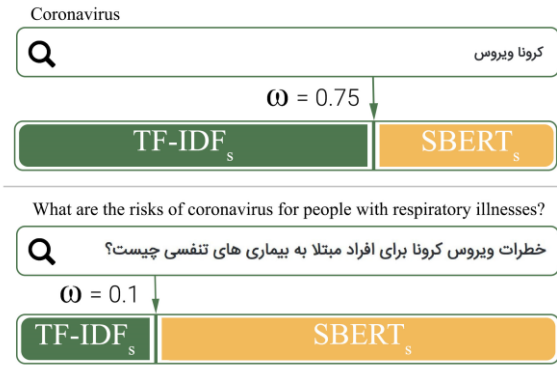 Coronavirus
کرونا ویروس
ω = 0.75
TF-IDFs SBERTs
What are the risks of coronavirus for people with respiratory illnesses?
خطرات ویروس کرونا برای افراد مبتلا به بیماری های تنفسی چیست؟
ω = 0.1
TF-IDFs SBERTs